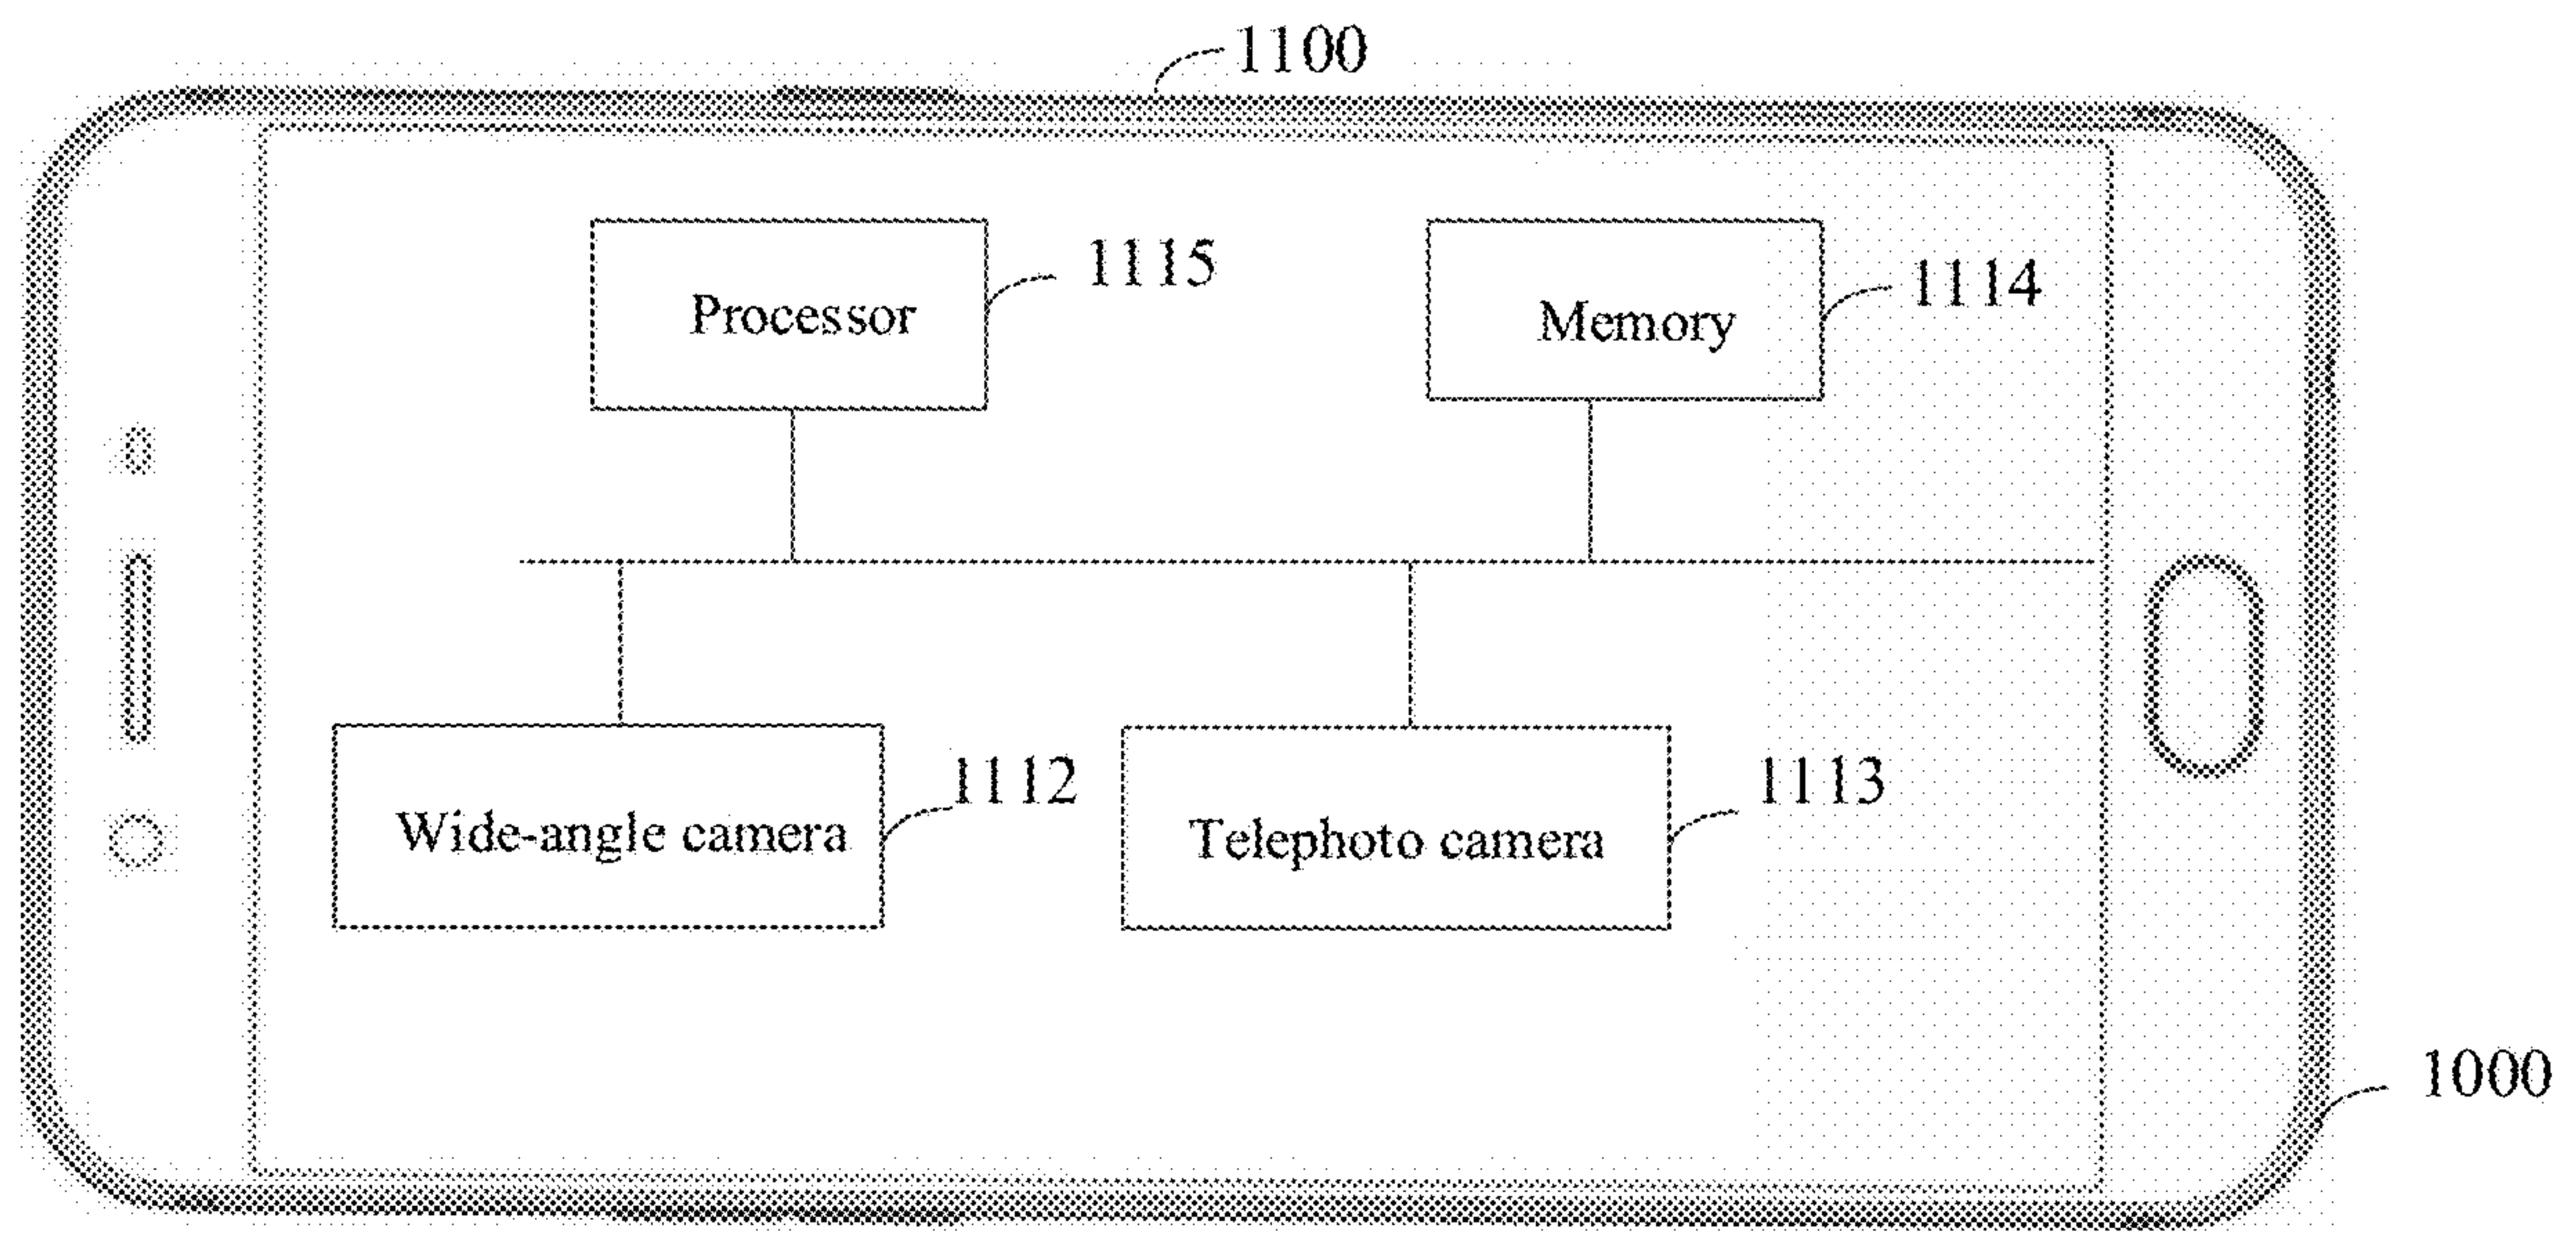 1100
Processor
1115
Memory
1114
Wide-angle camera
1112
Telephoto camera
1113
1000